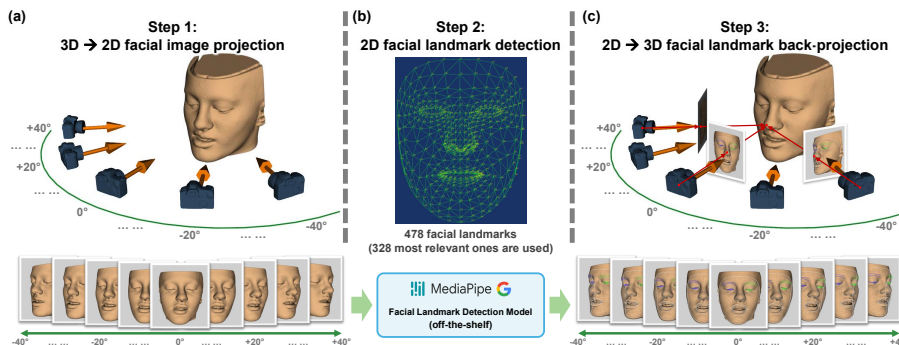 (a)
Step 1:
3D → 2D facial image projection
+40°
... ...
+20°
... ...
0°
... ...
-20°
... ...
-40°
-40°
... ...
-20°
... ...
0°
... ...
+20°
... ...
+40°
(b)
Step 2:
2D facial landmark detection
478 facial landmarks
(328 most relevant ones are used)
MediaPipe G
Facial Landmark Detection Model
(off-the-shelf)
(c)
Step 3:
2D → 3D facial landmark back-projection
+40°
... ...
+20°
... ...
0°
... ...
-20°
... ...
-40°
-40°
... ...
-20°
... ...
0°
... ...
+20°
... ...
+40°